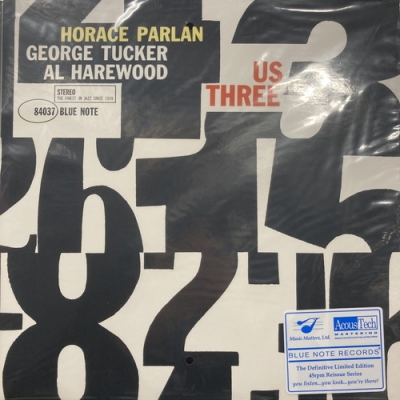 HORACE PARLAN
GEORGE TUCKER
AL HAREWOOD
US
THREE
STEREO
THE FINEST IN JAZZ SINCE 1939
84037 BLUE NOTE
Music Matters, Ltd.
AcousTech
MASTERING
BLUE NOTE RECORDS
The Definitive Limited Edition
45rpm Reissue Series
you listen...you look...you're there!